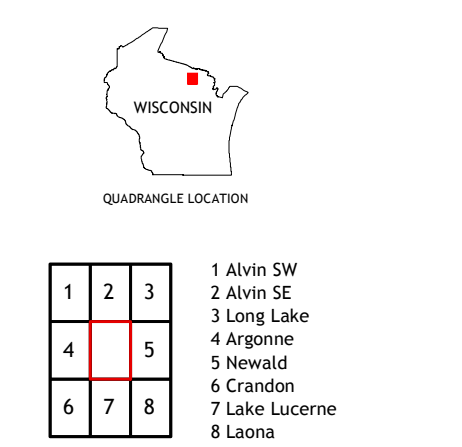 WISCONSIN
QUADRANGLE LOCATION
1 2 3
4 5
6 7 8
1 Alvin SW
2 Alvin SE
3 Long Lake
4 Argonne
5 Newald
6 Crandon
7 Lake Lucerne
8 Laona